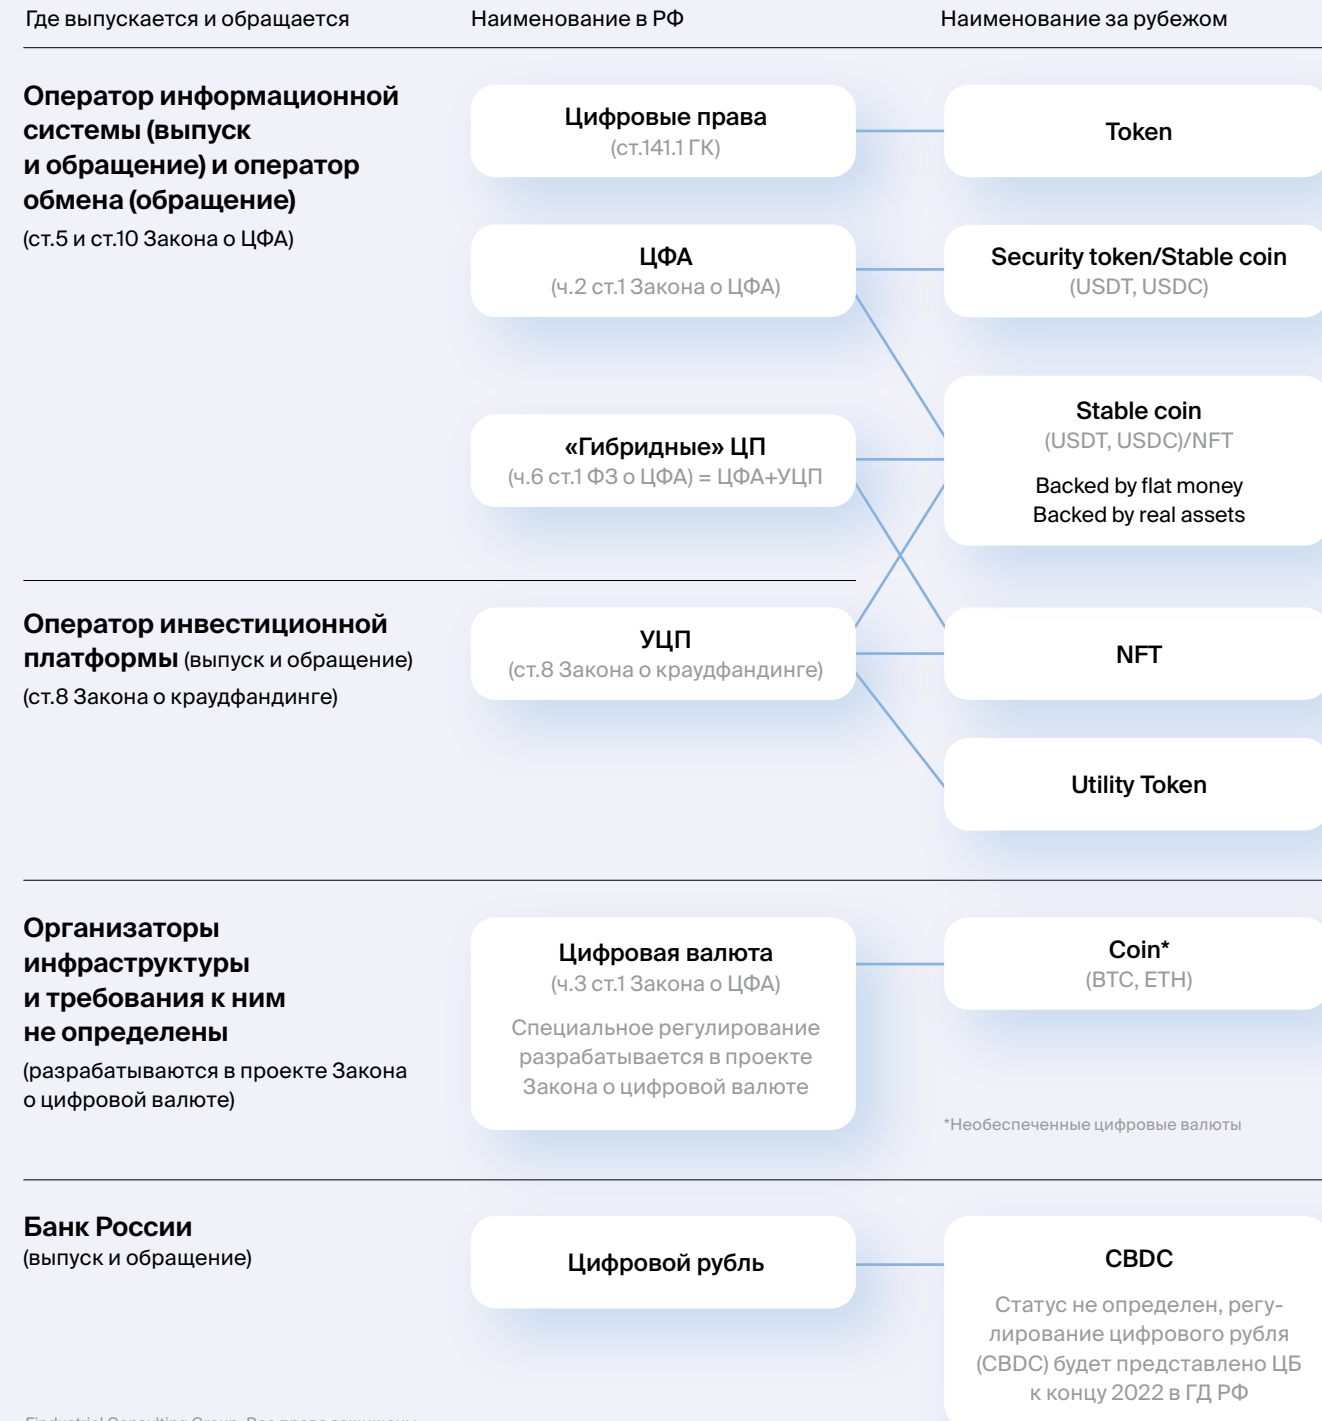 Где выпускается и обращается
Наименование в РФ
Наименование за рубежом
Оператор информационной
системы (выпуск
и обращение) и оператор
обмена (обращение)
(ст.5 и ст.10 Закона о ЦФА)
Цифровые права
(ст.141.1 ГК)
Token
ЦФА
(ч.2 ст.1 Закона о ЦФА)
Security token/Stable coin
(USDT, USDC)
«Гибридные» ЦП
(ч.6 ст.1 ФЗ о ЦФА) = ЦФА+УЦП
Stable coin
(USDT, USDC)/NFT
Backed by flat money
Backed by real assets
Оператор инвестиционной
платформы (выпуск и обращение)
(ст.8 Закона о краудфандинге)
УЦП
(ст.8 Закона о краудфандинге)
NFT
Utility Token
Организаторы
инфраструктуры
и требования к ним
не определены
(разрабатываются в проекте Закона
о цифровой валюте)
Цифровая валюта
(ч.3 ст.1 Закона о ЦФА)
Специальное регулирование
разрабатывается в проекте
Закона о цифровой валюте
Coin*
(BTC, ETH)
*Необеспеченные цифровые валюты
Банк России
(выпуск и обращение)
Цифровой рубль
CBDC
Статус не определен, регу-
лирование цифрового рубля
(CBDC) будет представлено ЦБ
к концу 2022 в ГД РФ